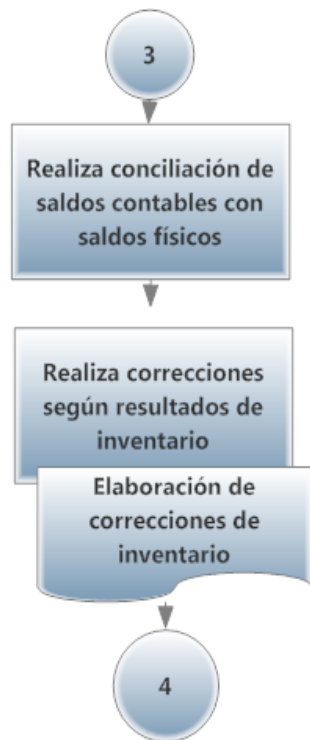 3
Realiza conciliación de
saldos contables con
saldos físicos
Realiza correcciones
según resultados de
inventario
Elaboración de
correcciones de
inventario
4